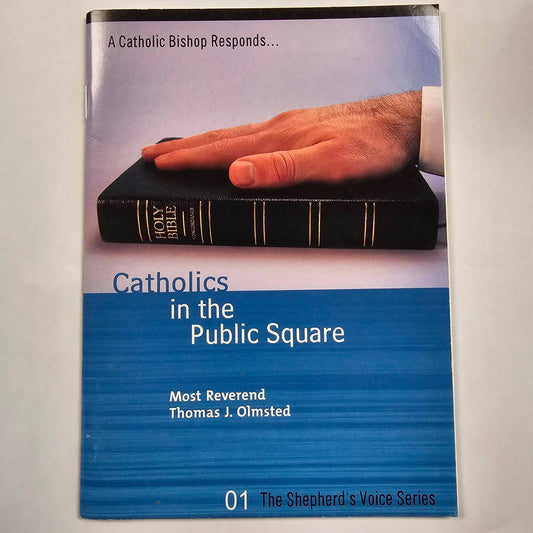 A Catholic Bishop Responds...
HOLY
BIBLE
CONCORDANCE
Catholics
in the
Public Square
Most Reverend
Thomas J. Olmsted
01 The Shepherd's Voice Series